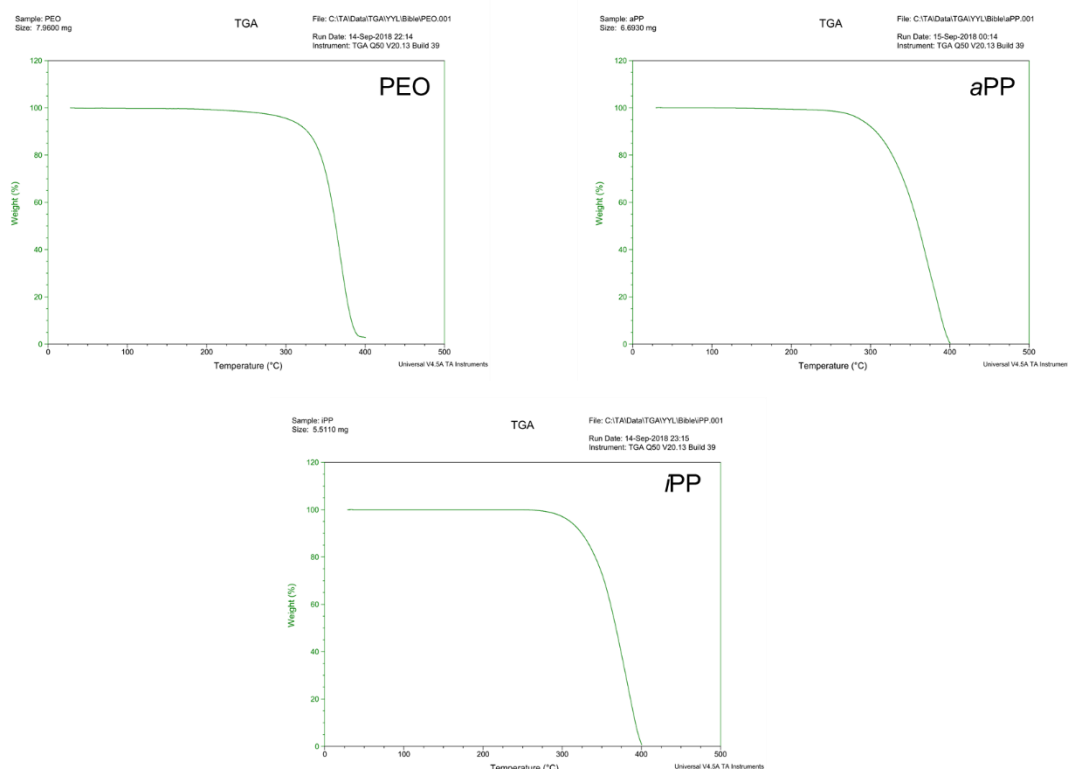 Sample: PEO
Size: 7.9600 mg
TGA
File: C:\TA\Data\TGA\YYL\Bible\PEO.001
Run Date: 14-Sep-2018 22:14
Instrument: TGA Q50 V20.13 Build 39
PEO
120
100
80
60
40
20
0
Weight (%)
0 100 200 300 400 500
Temperature (°C)
Universal V4.5A TA Instruments
Sample: aPP
Size: 6.6930 mg
TGA
File: C:\TA\Data\TGA\YYL\Bible\aPP.001
Run Date: 15-Sep-2018 00:14
Instrument: TGA Q50 V20.13 Build 39
aPP
120
100
80
60
40
20
0
Weight (%)
0 100 200 300 400 500
Temperature (°C)
Universal V4.5A TA Instrum
Sample: iPP
Size: 5.5110 mg
TGA
File: C:\TA\Data\TGA\YYL\Bible\iPP.001
Run Date: 14-Sep-2018 23:15
Instrument: TGA Q50 V20.13 Build 39
iPP
120
100
80
60
40
20
0
Weight (%)
0 100 200 300 400 500
Temperature (°C)
Universal V4.5A TA Instruments